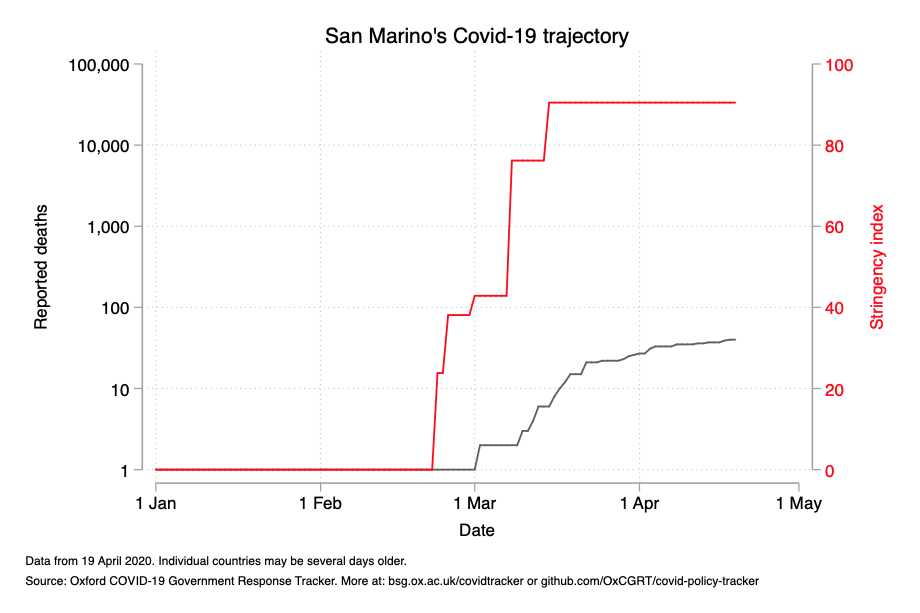 San Marino's Covid-19 trajectory
100,000
10,000
1,000
100
10
1
Reported deaths
100
80
60
40
20
0
Stringency index
1 Jan
1 Feb
1 Mar
1 Apr
1 May
Date
Data from 19 April 2020. Individual countries may be several days older.
Source: Oxford COVID-19 Government Response Tracker. More at: bsg.ox.ac.uk/covidtracker or github.com/OxCGRT/covid-policy-tracker